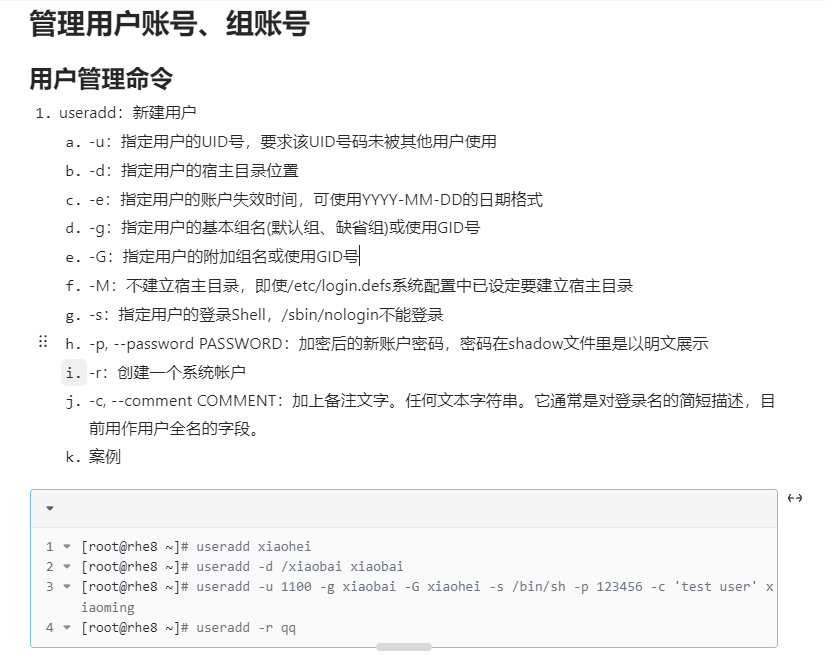 管理用户账号、组账号
用户管理命令
1. useradd：新建用户
a. -u：指定用户的UID号，要求该UID号码未被其他用户使用
b. -d：指定用户的宿主目录位置
c. -e：指定用户的账户失效时间，可使用YYYY-MM-DD的日期格式
d. -g：指定用户的基本组名(默认组、缺省组)或使用GID号
e. -G：指定用户的附加组名或使用GID号
f. -M：不建立宿主目录，即使/etc/login.defs系统配置中已设定要建立宿主目录
g. -s：指定用户的登录Shell，/sbin/nologin不能登录
h. -p, --password PASSWORD：加密后的新账户密码，密码在shadow文件里是以明文展示
i. -r：创建一个系统帐户
j. -c, --comment COMMENT：加上备注文字。任何文本字符串。它通常是对登录名的简短描述，目
前用作用户全名的字段。
k. 案例
1 [root@rhe8 ~]# useradd xiaohei
2 [root@rhe8 ~]# useradd -d /xiaobai xiaobai
3 [root@rhe8 ~]# useradd -u 1100 -g xiaobai -G xiaohei -s /bin/sh -p 123456 -c 'test user' x
iaoming
4 [root@rhe8 ~]# useradd -r qq